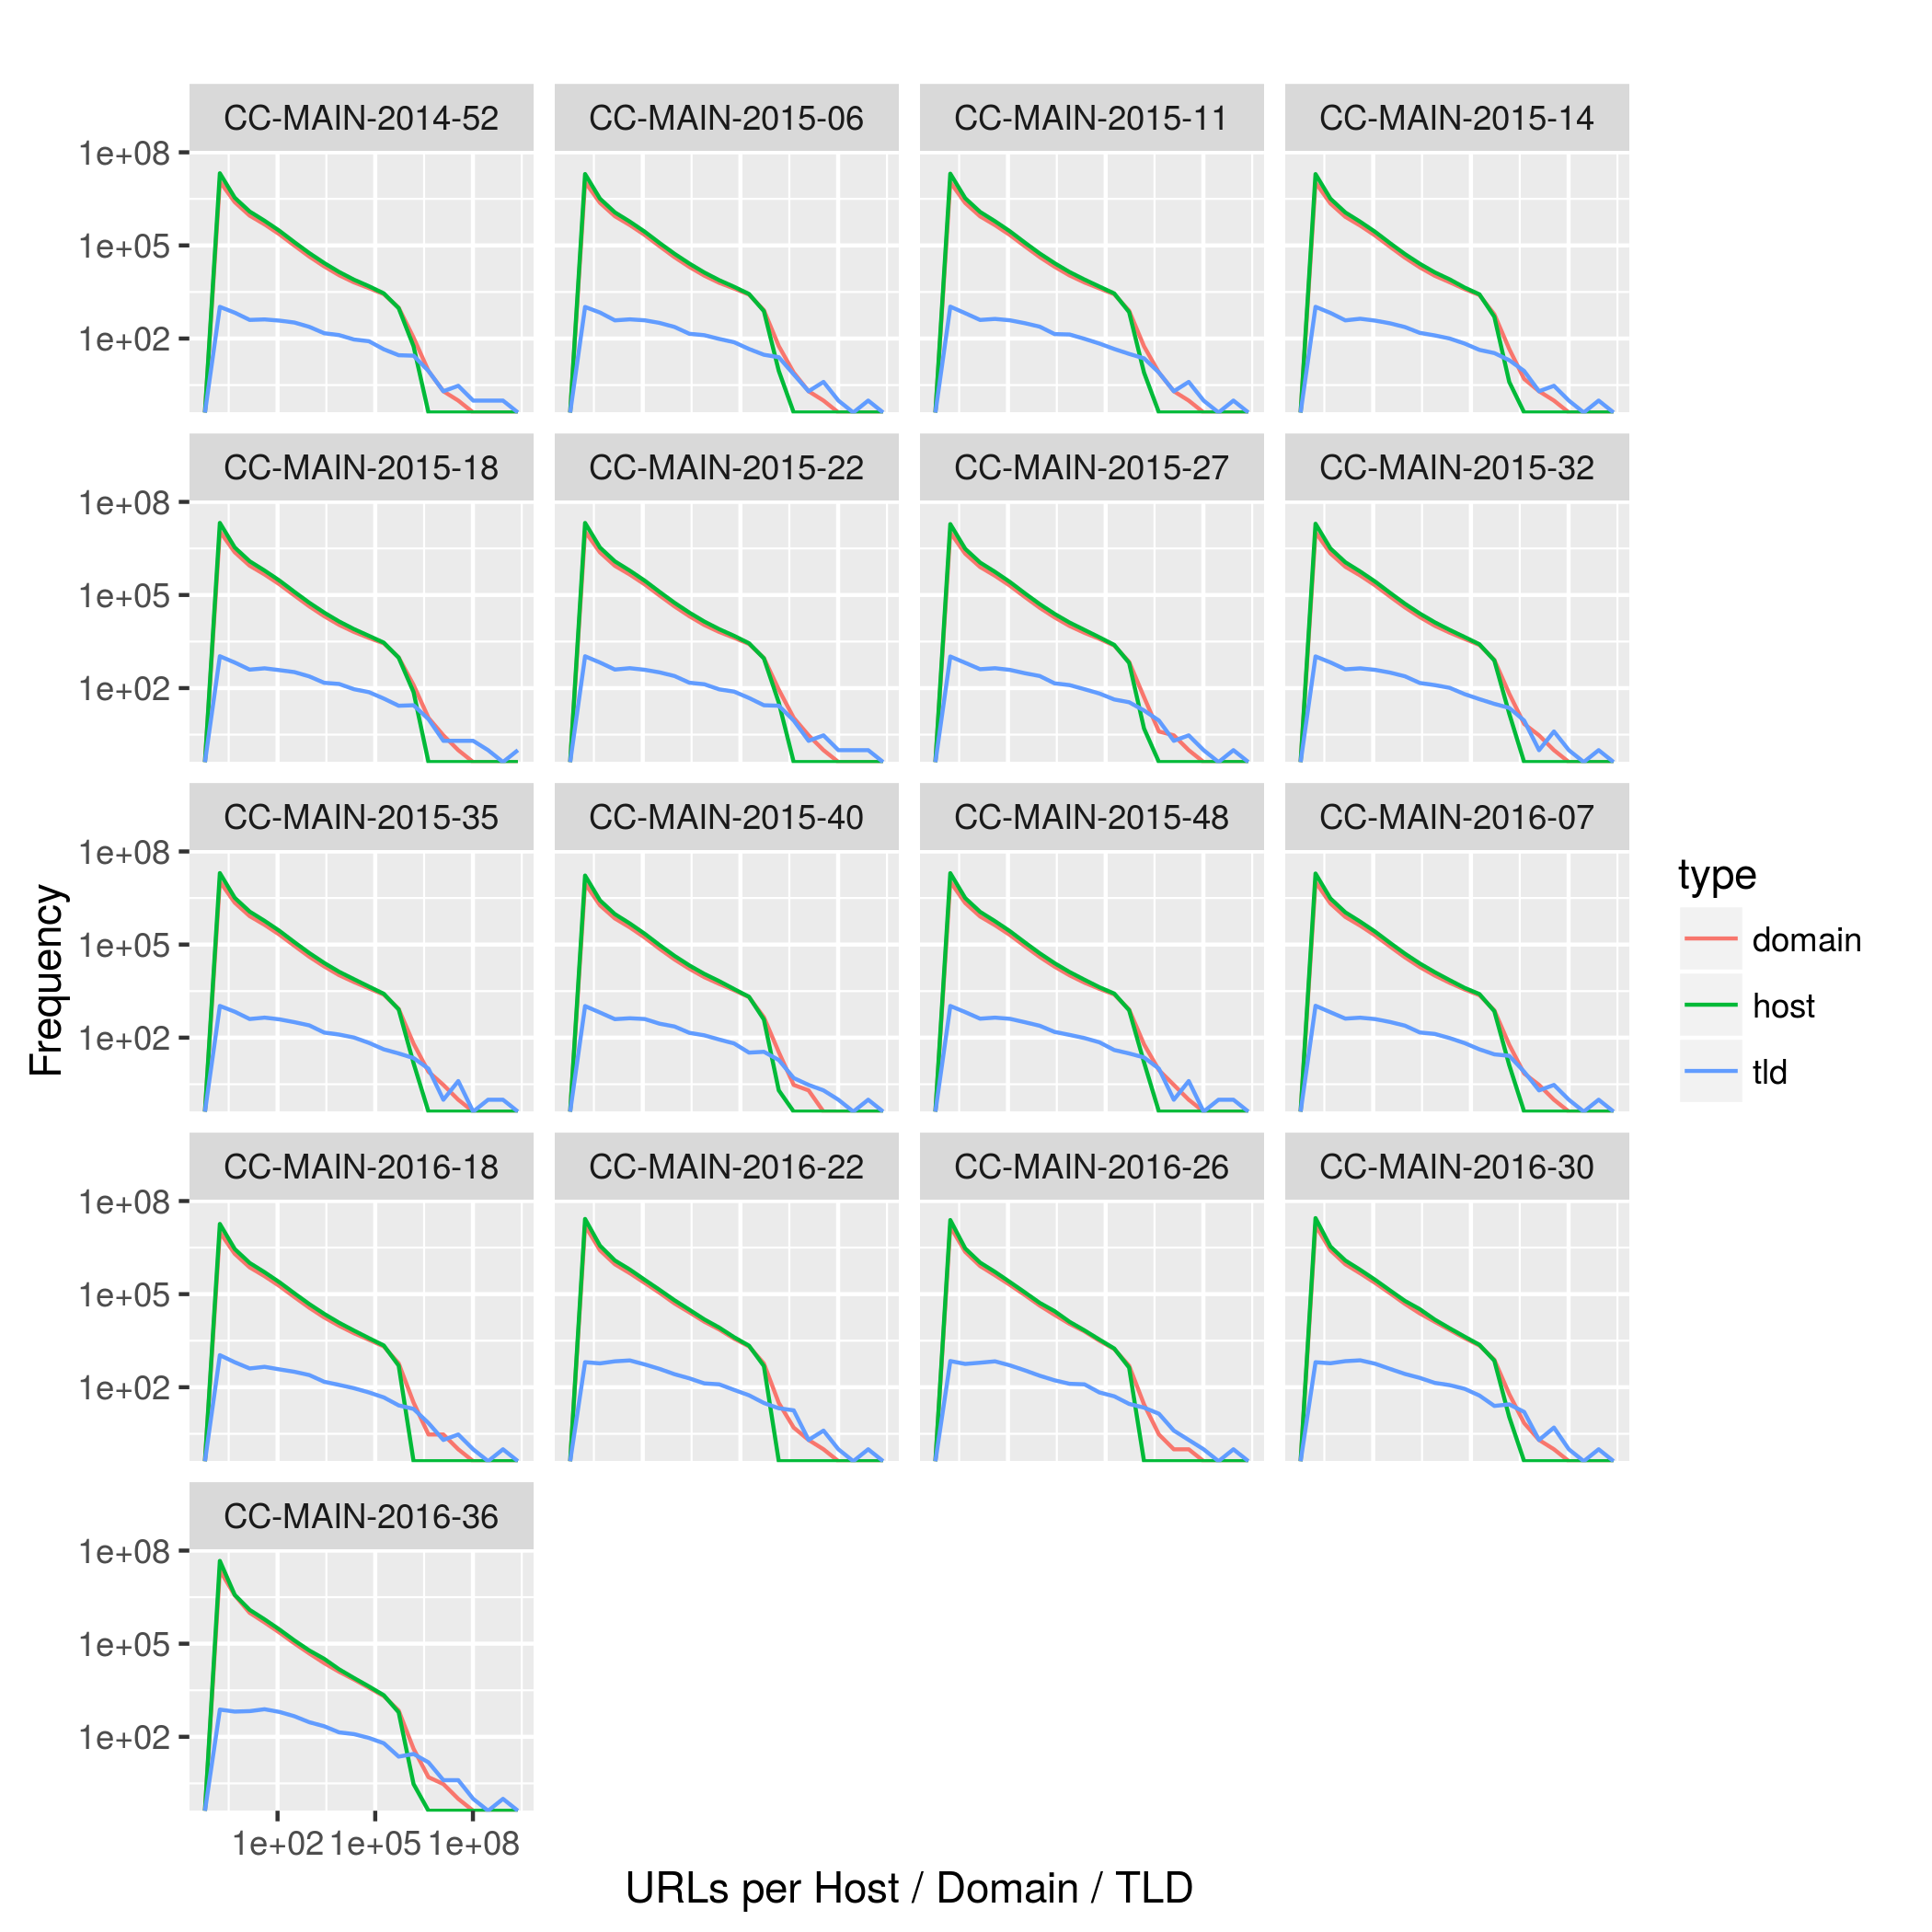 CC-MAIN-2014-52 CC-MAIN-2015-06 CC-MAIN-2015-11 CC-MAIN-2015-14
1e+08
1e+05
1e+02
CC-MAIN-2015-18 CC-MAIN-2015-22 CC-MAIN-2015-27 CC-MAIN-2015-32
1e+08
1e+05
1e+02
CC-MAIN-2015-35 CC-MAIN-2015-40 CC-MAIN-2015-48 CC-MAIN-2016-07
1e+08
1e+05
1e+02
CC-MAIN-2016-18 CC-MAIN-2016-22 CC-MAIN-2016-26 CC-MAIN-2016-30
1e+08
1e+05
1e+02
CC-MAIN-2016-36
1e+08
1e+05
1e+02
1e+02 1e+05 1e+08
URLs per Host / Domain / TLD
Frequency
type
domain
host
tld